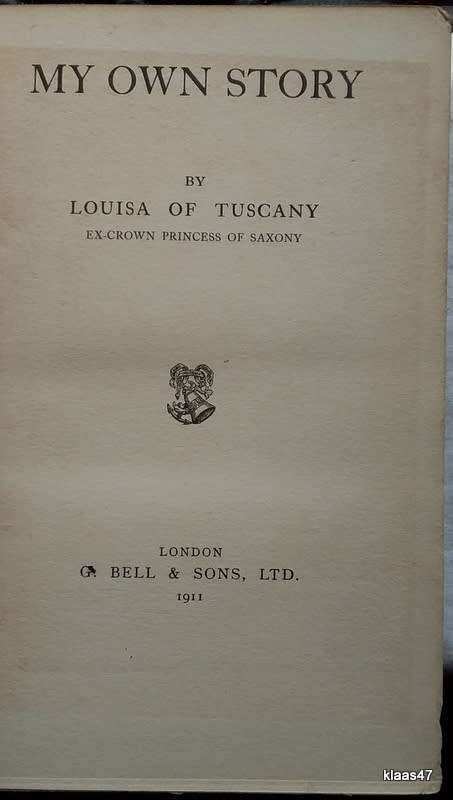 MY OWN STORY
BY
LOUISA OF TUSCANY
EX-CROWN PRINCESS OF SAXONY
LONDON
G. BELL & SONS, LTD.
1911
klaas47